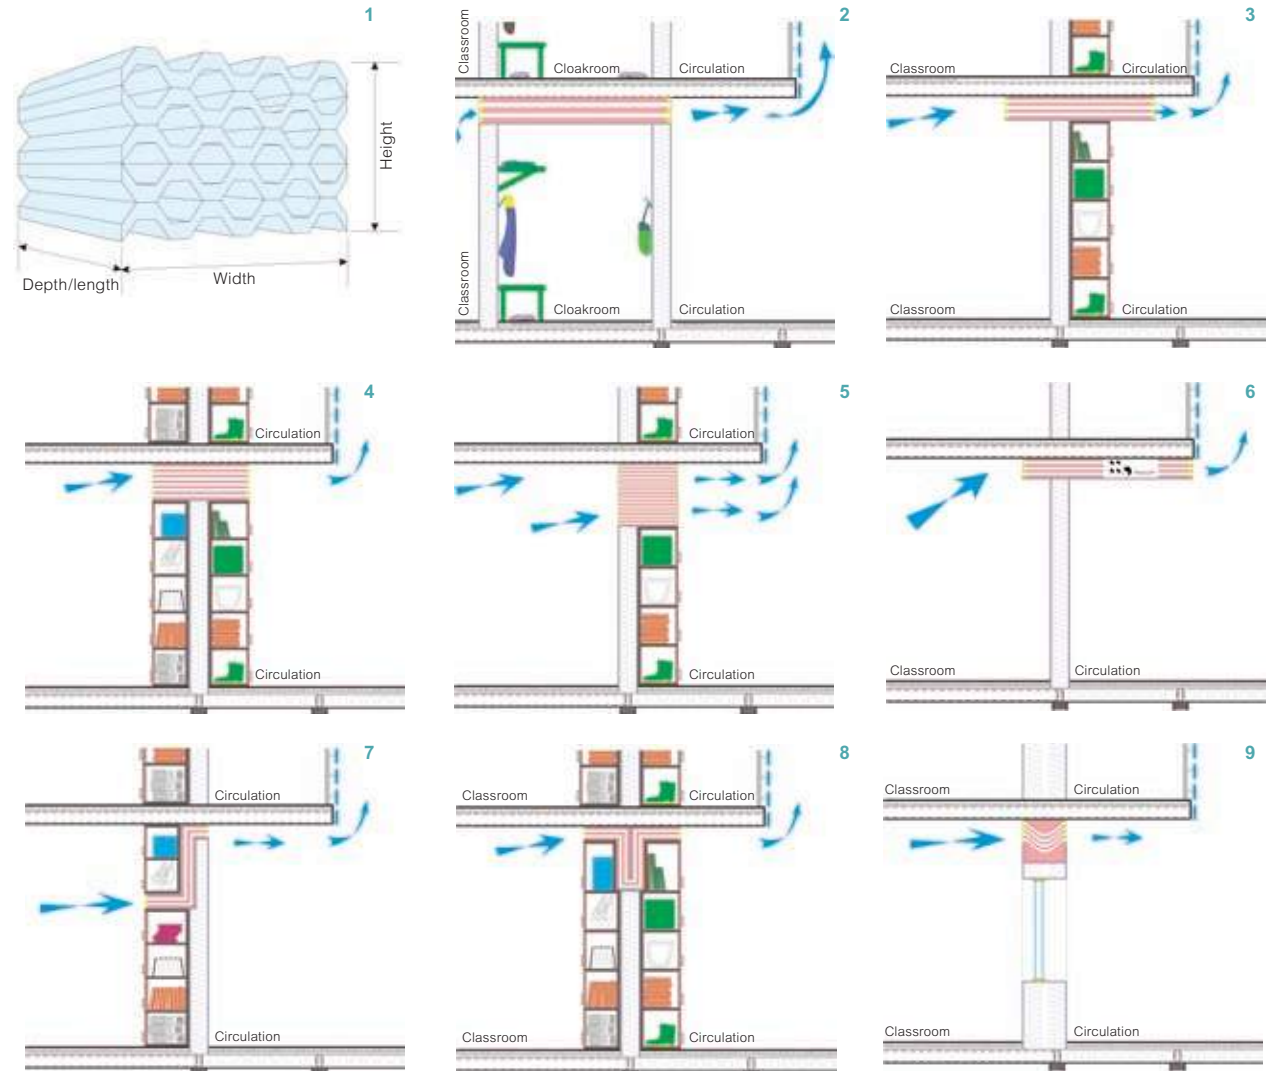 1
Height
Depth/length
Width
2
Classroom
Cloakroom
Circulation
Classroom
Cloakroom
Circulation
3
Classroom
Circulation
Classroom
Circulation
4
Circulation
Circulation
5
Circulation
Circulation
6
Classroom
Circulation
7
Circulation
Circulation
8
Classroom
Circulation
Classroom
Circulation
9
Classroom
Circulation
Classroom
Circulation